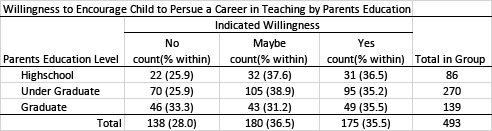 Willingness to Encourage Child to Persue a Career in Teaching by Parents Education
Indicated Willingness
No Maybe Yes
Parents Education Level count(% within) count(% within) count(% within) Total in Group
Highschool 22 (25.9) 32 (37.6) 31 (36.5) 86
Under Graduate 70 (25.9) 105 (38.9) 95 (35.2) 270
Graduate 46 (33.3) 43 (31.2) 49 (35.5) 139
Total 138 (28.0) 180 (36.5) 175 (35.5) 493